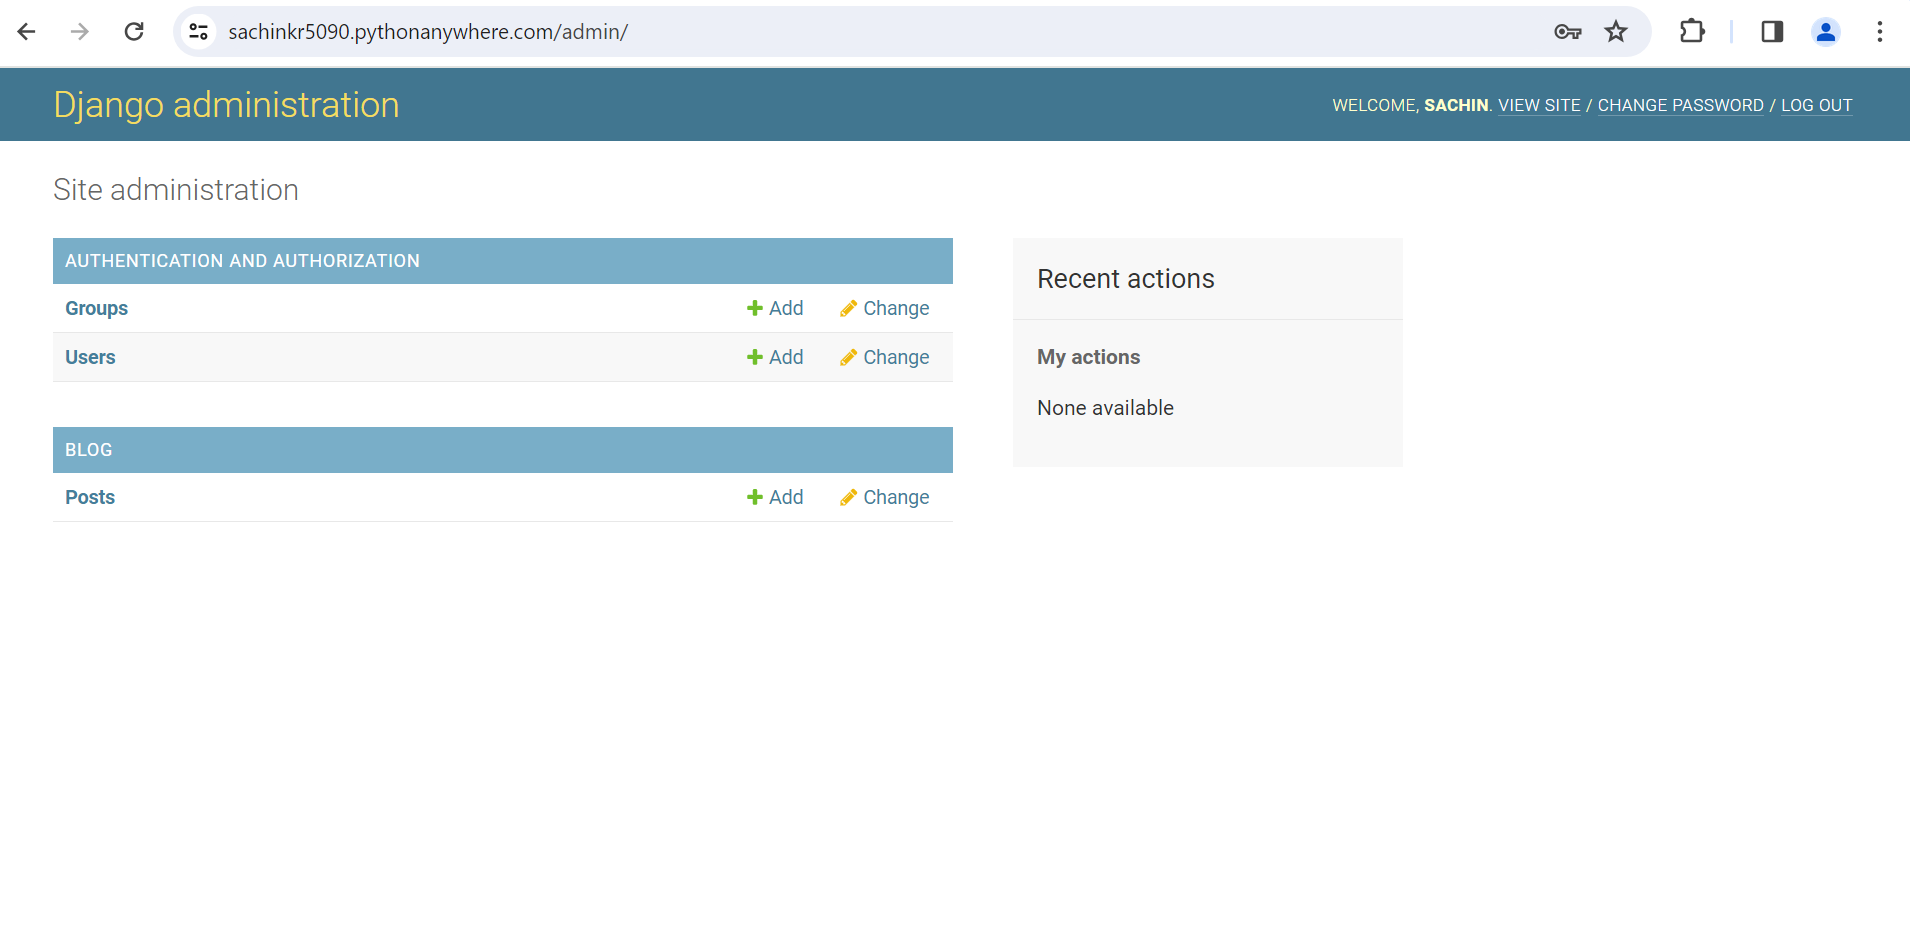 sachinkr5090.pythonanywhere.com/admin/
Django administration
WELCOME, SACHIN. VIEW SITE / CHANGE PASSWORD / LOG OUT
Site administration
AUTHENTICATION AND AUTHORIZATION
Groups Add Change
Users Add Change
BLOG
Posts Add Change
Recent actions
My actions
None available